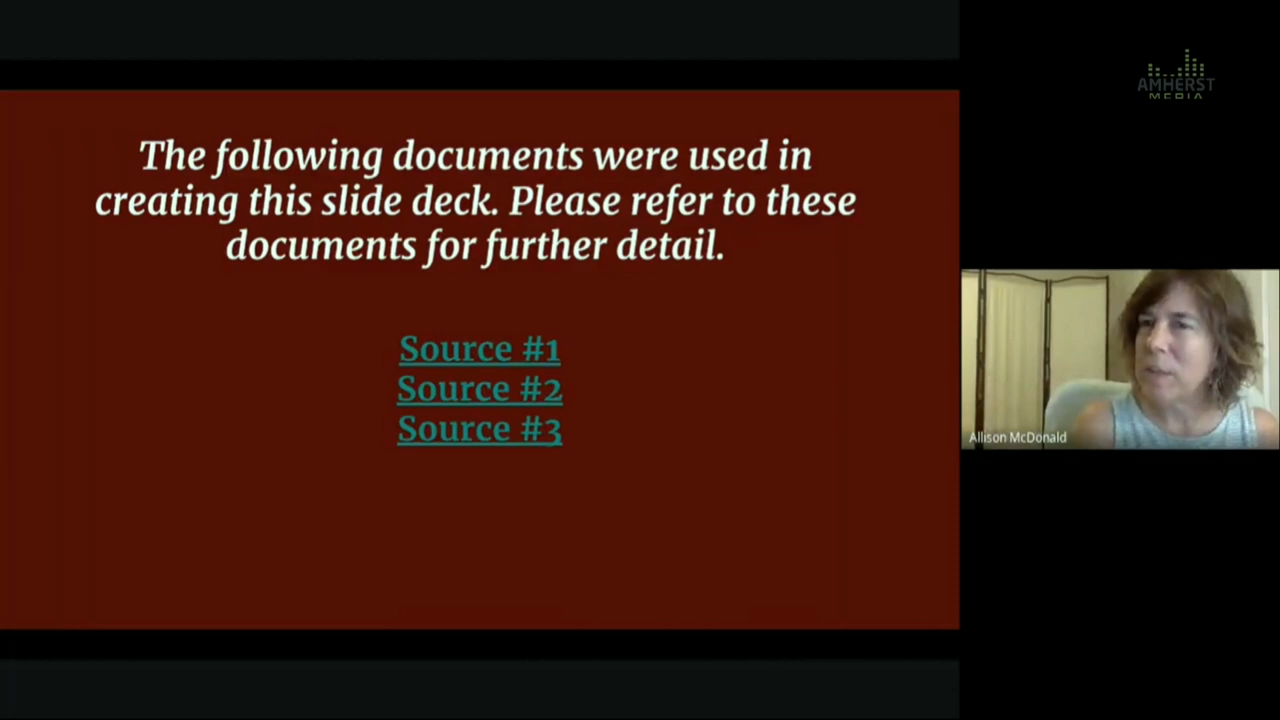 AMHERST
MEDIA
The following documents were used in
creating this slide deck. Please refer to these
documents for further detail.
Source #1
Source #2
Source #3
Allison McDonald